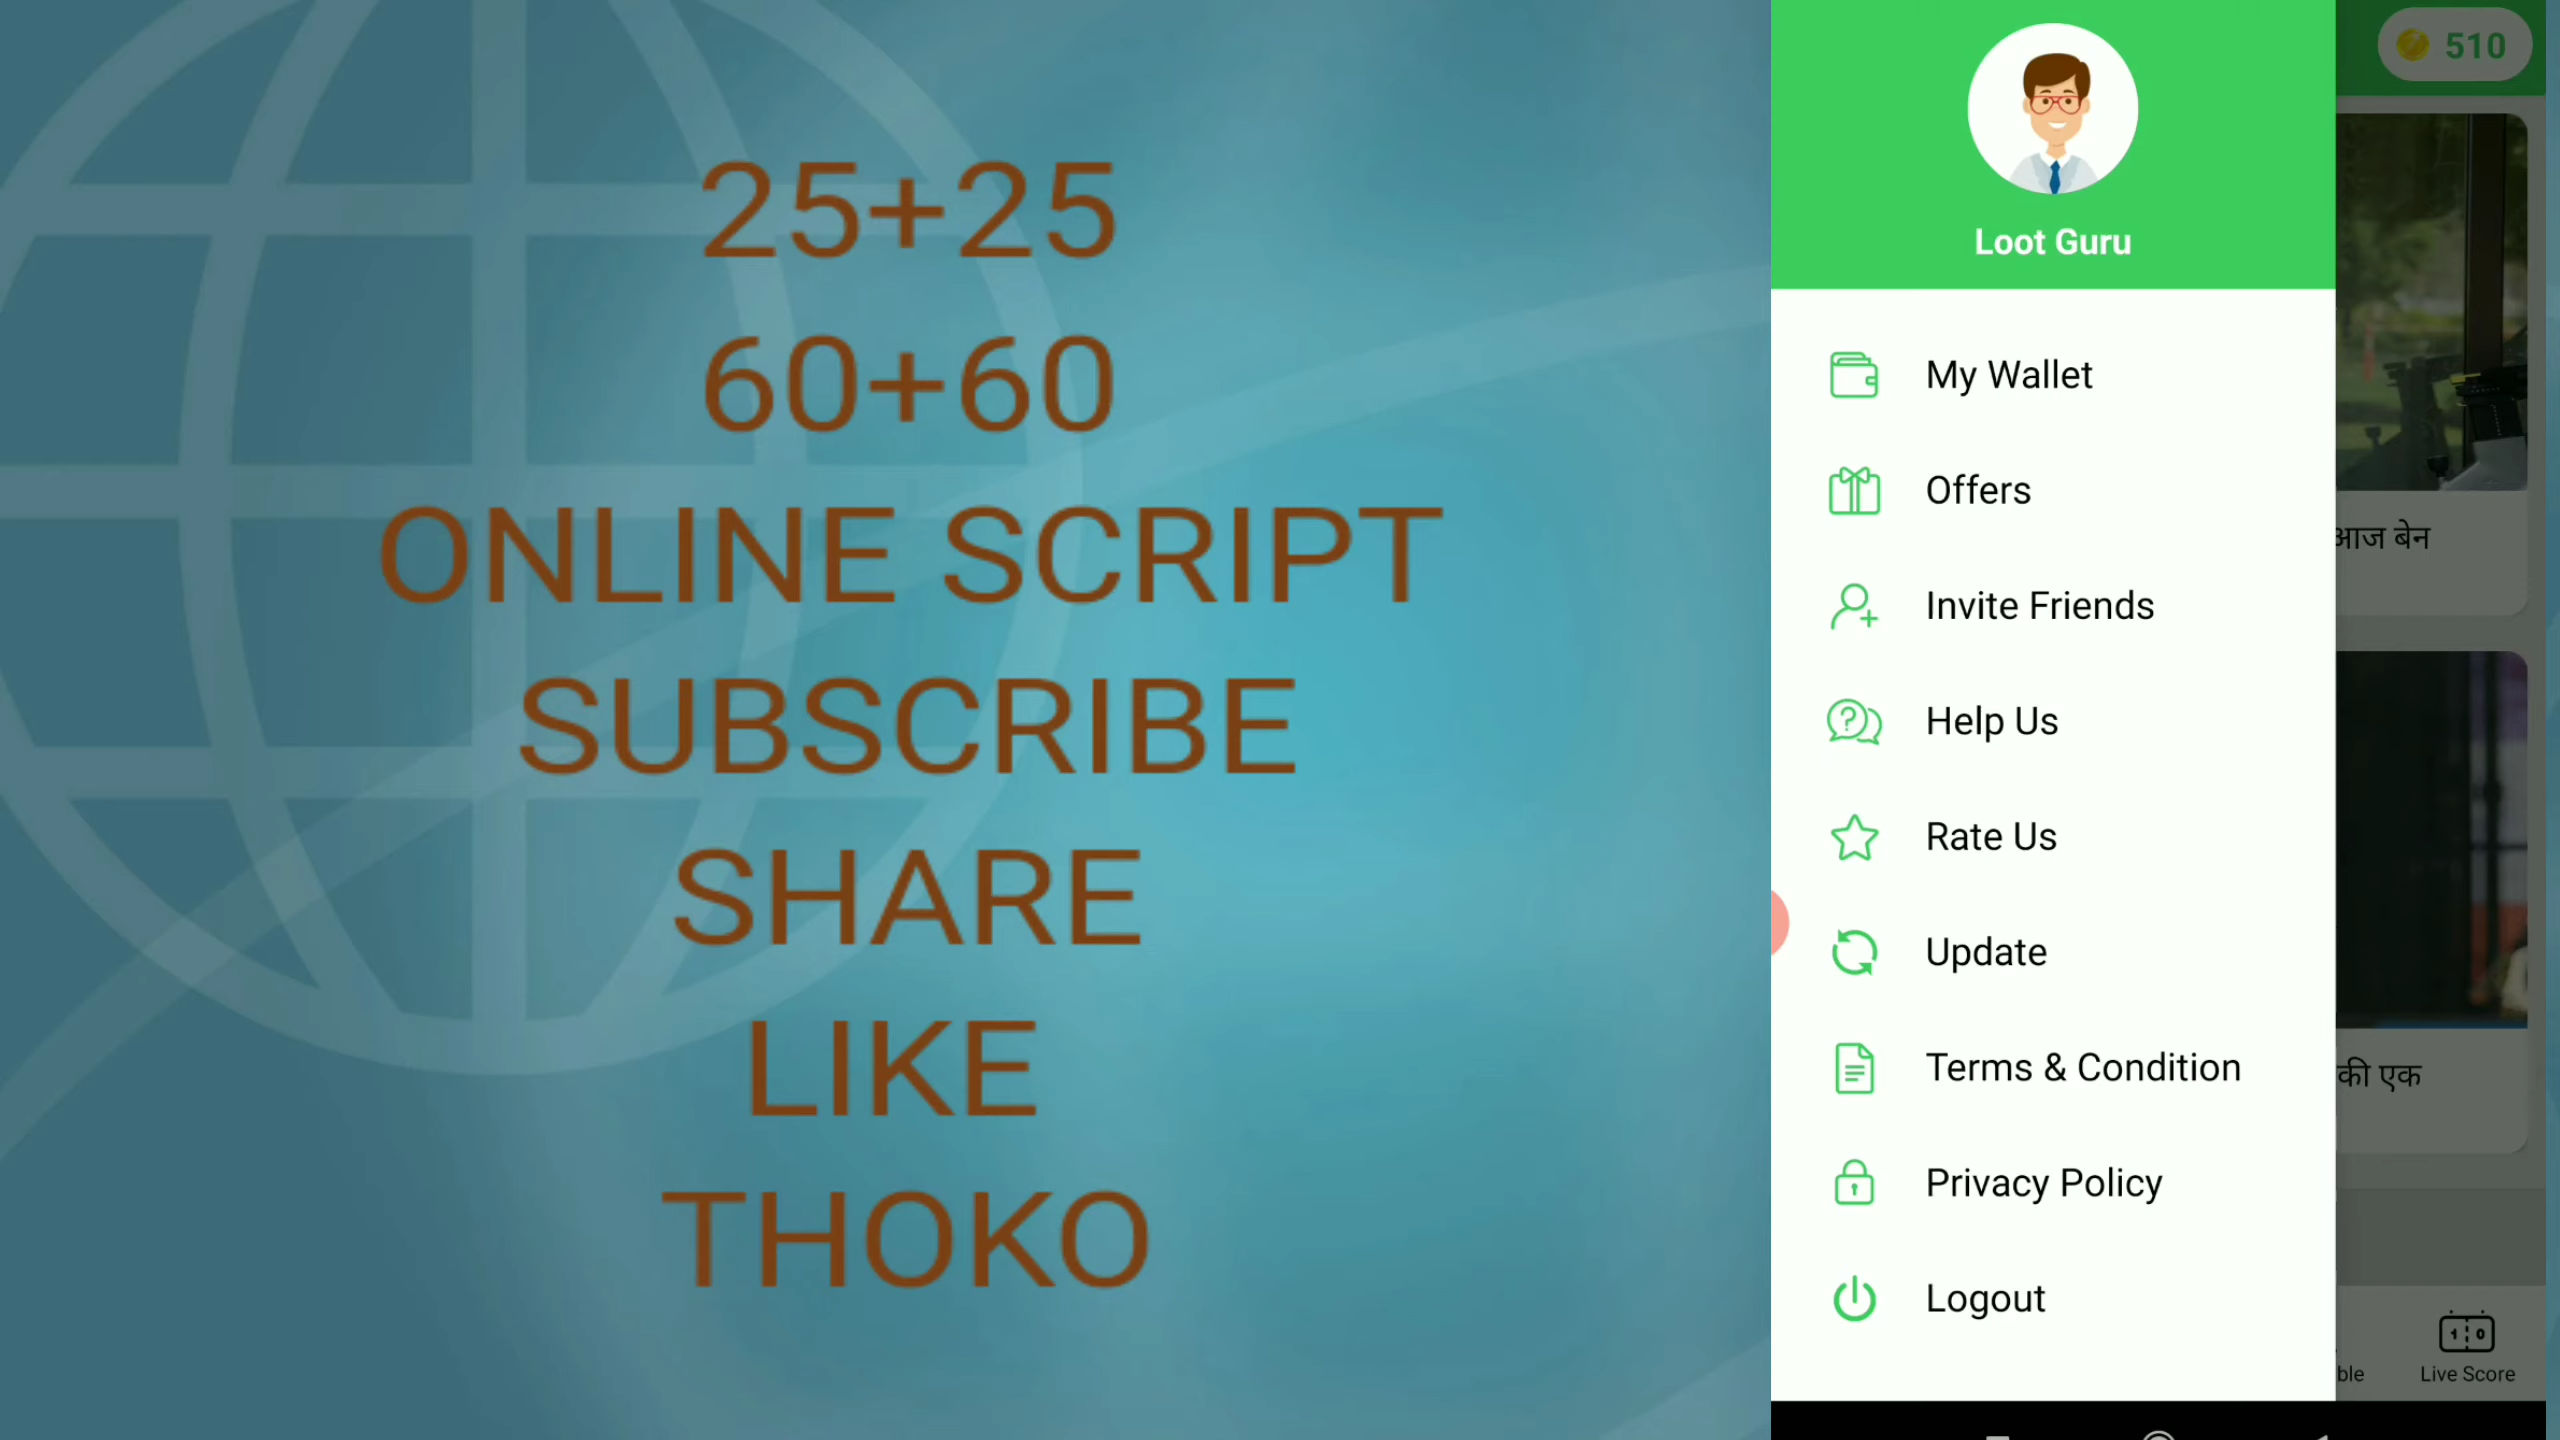 25+25
60+60
ONLINE SCRIPT
SUBSCRIBE
SHARE
LIKE
THOKO
510
Loot Guru
My Wallet
Offers
Invite Friends
Help Us
Rate Us
Update
Terms & Condition
Privacy Policy
Logout
आज बेन
की एक
ble
Live Score